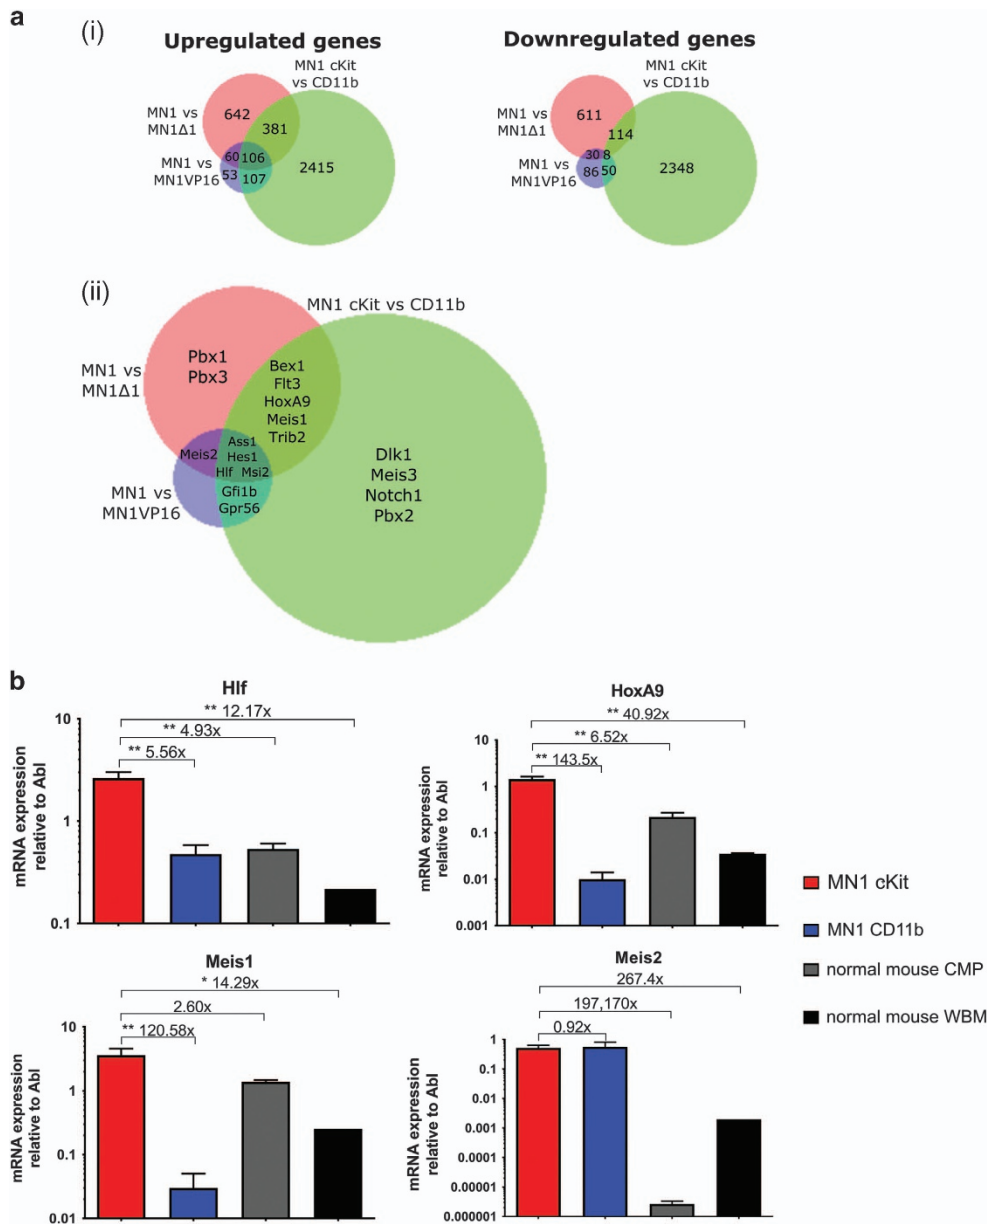 a
(i)
Upregulated genes
MN1 cKit
vs CD11b
MN1 vs
MN1Δ1
642
381
60
106
2415
MN1 vs
MN1VP16
53
107
Downregulated genes
MN1 cKit
vs CD11b
MN1 vs
MN1Δ1
611
114
30
8
2348
MN1 vs
MN1VP16
86
50
(ii)
MN1 cKit vs CD11b
MN1 vs
MN1Δ1
Pbx1
Pbx3
Bex1
Flt3
HoxA9
Meis1
Trib2
Meis2
Ass1
Hes1
Hlf Msi2
Gfi1b
Gpr56
MN1 vs
MN1VP16
Dlk1
Meis3
Notch1
Pbx2
b
Hlf
** 12.17x
** 4.93x
** 5.56x
mRNA expression
relative to Abl
10
1
0.1
HoxA9
** 40.92x
** 6.52x
** 143.5x
mRNA expression
relative to Abl
10
1
0.1
0.01
0.001
Meis1
* 14.29x
2.60x
** 120.58x
mRNA expression
relative to Abl
10
1
0.1
0.01
Meis2
267.4x
197,170x
0.92x
mRNA expression
relative to Abl
1
0.1
0.01
0.001
0.0001
0.00001
0.000001
MN1 cKit
MN1 CD11b
normal mouse CMP
normal mouse WBM